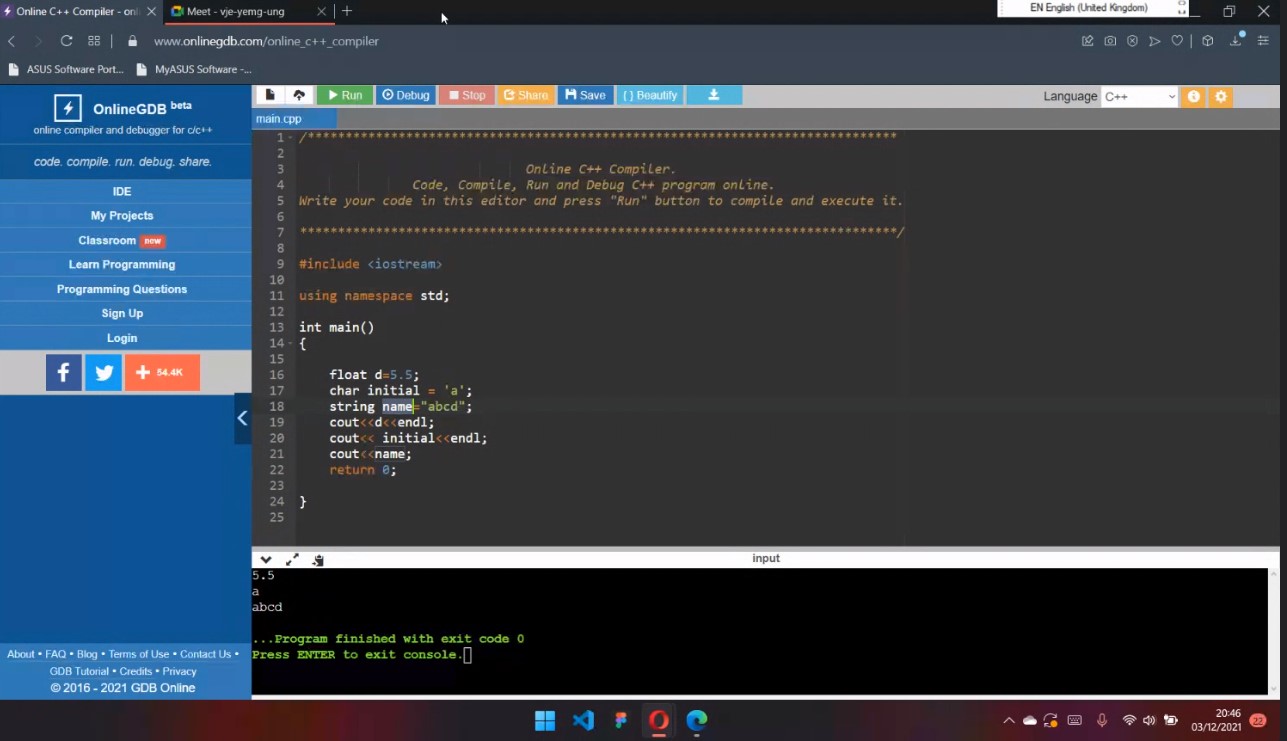 Online C++ Compiler - onl
Meet - vje-yemg-ung
EN English (United Kingdom)
www.onlinegdb.com/online_c++_compiler
ASUS Software Port...
MyASUS Software -...
OnlineGDB beta
online compiler and debugger for c/c++
code. compile. run. debug. share.
IDE
My Projects
Classroom new
Learn Programming
Programming Questions
Sign Up
Login
f
+ 54.4K
About • FAQ • Blog • Terms of Use • Contact Us •
GDB Tutorial • Credits • Privacy
© 2016 - 2021 GDB Online
Run Debug Stop Share Save { } Beautify
Language C++
main.cpp
1 /******************************************************************************
2
3 Online C++ Compiler.
4 Code, Compile, Run and Debug C++ program online.
5 Write your code in this editor and press "Run" button to compile and execute it.
6
7 *******************************************************************************/
8
9 #include <iostream>
10
11 using namespace std;
12
13 int main()
14 {
15
16 float d=5.5;
17 char initial = 'a';
18 string name="abcd";
19 cout<<d<<endl;
20 cout<< initial<<endl;
21 cout<<name;
22 return 0;
23
24 }
25
input
5.5
a
abcd
...Program finished with exit code 0
Press ENTER to exit console.
20:46
03/12/2021
22